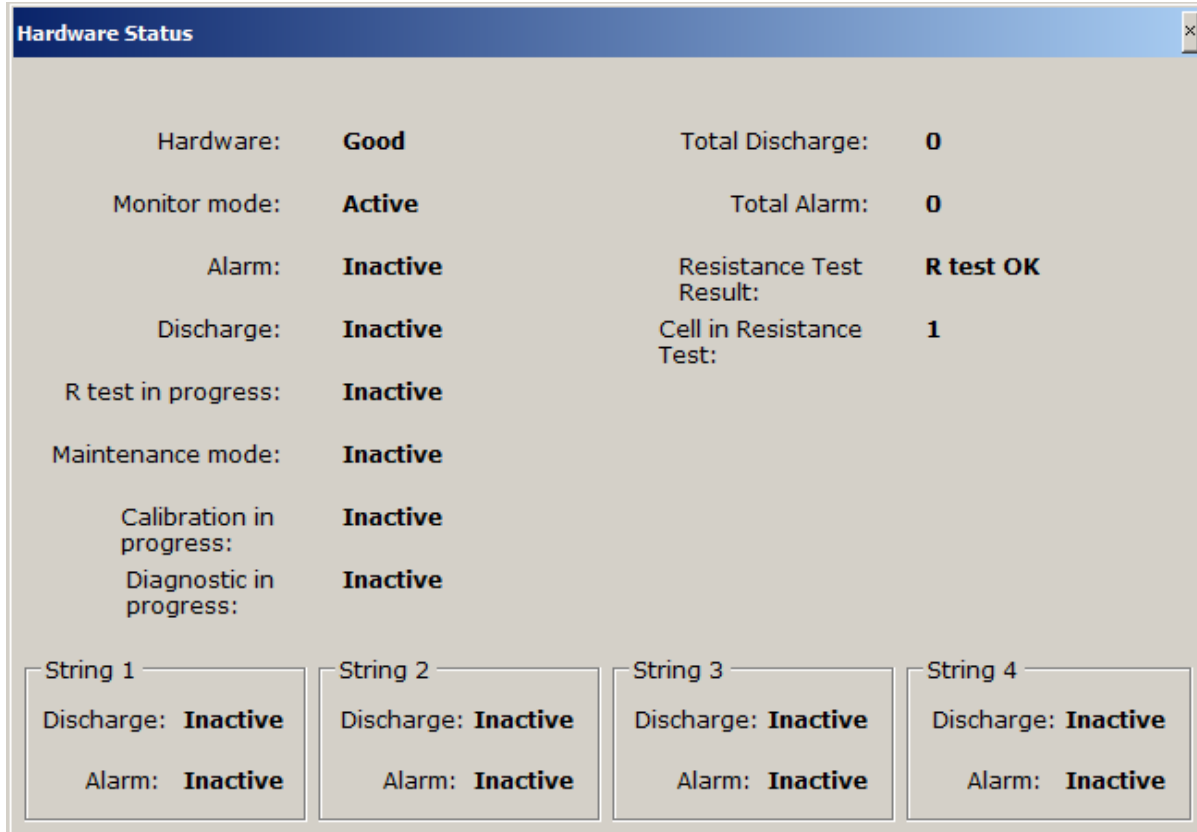 Hardware Status
Hardware: Good Total Discharge: 0
Monitor mode: Active Total Alarm: 0
Alarm: Inactive Resistance Test R test OK
Result:
Discharge: Inactive Cell in Resistance 1
Test:
R test in progress: Inactive
Maintenance mode: Inactive
Calibration in Inactive
progress:
Diagnostic in Inactive
progress:
String 1 String 2 String 3 String 4
Discharge: Inactive Discharge: Inactive Discharge: Inactive Discharge: Inactive
Alarm: Inactive Alarm: Inactive Alarm: Inactive Alarm: Inactive